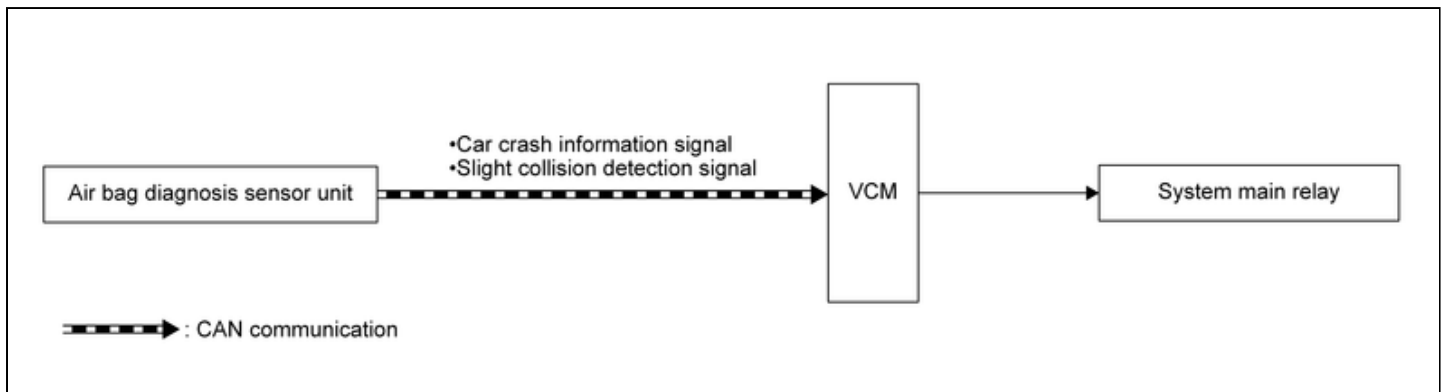 •Car crash information signal
•Slight collision detection signal
Air bag diagnosis sensor unit
VCM
System main relay
: CAN communication